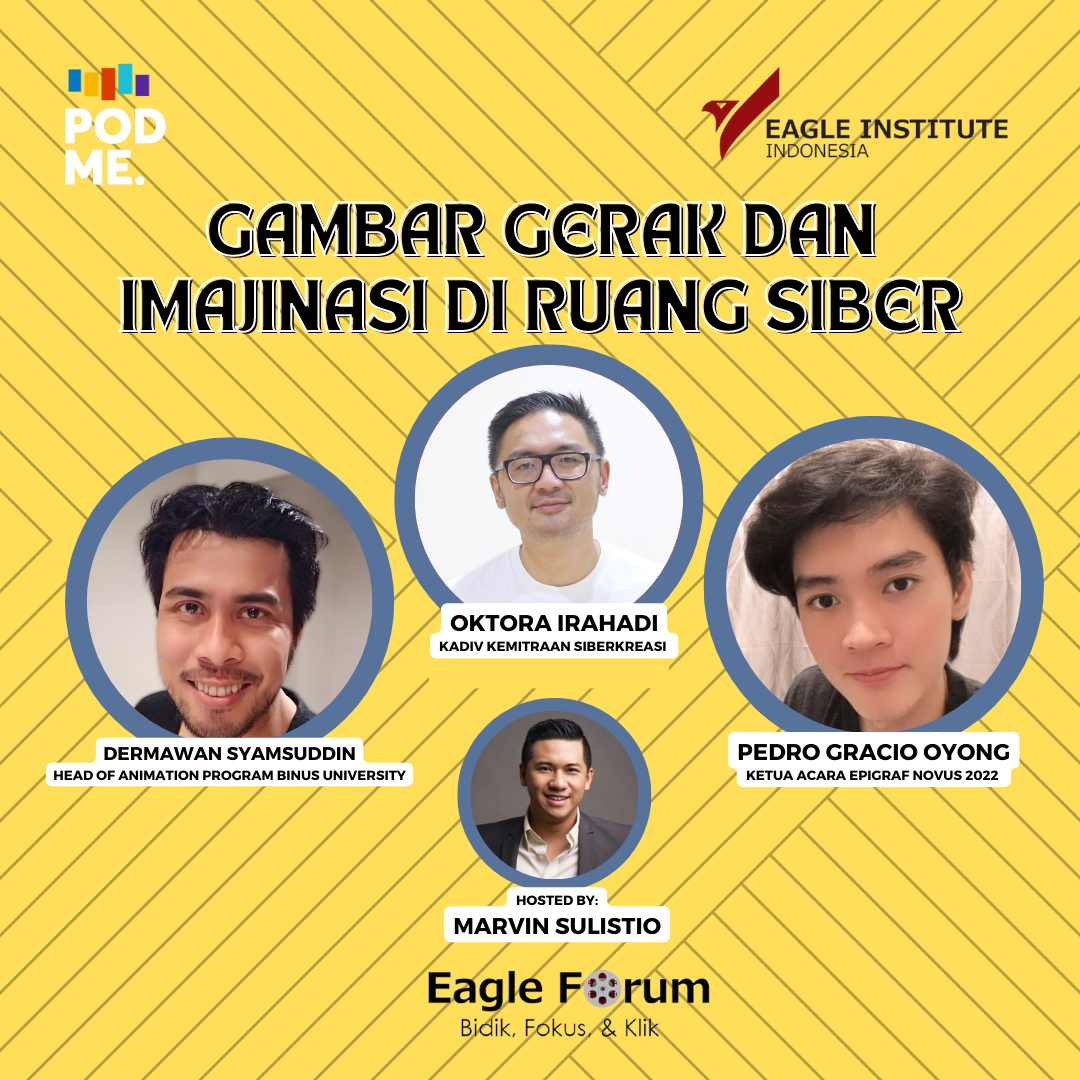 POD
ME.
EAGLE INSTITUTE
INDONESIA
GAMBAR GERAK DAN
IMAJINASI DI RUANG SIBER
OKTORA IRAHADI
KADIV KEMITRAAN SIBERKREASI
DERMAWAN SYAMSUDDIN
HEAD OF ANIMATION PROGRAM BINUS UNIVERSITY
PEDRO GRACIO OYONG
KETUA ACARA EPIGRAF NOVUS 2022
HOSTED BY:
MARVIN SULISTIO
Eagle Forum
Bidik, Fokus, & Klik